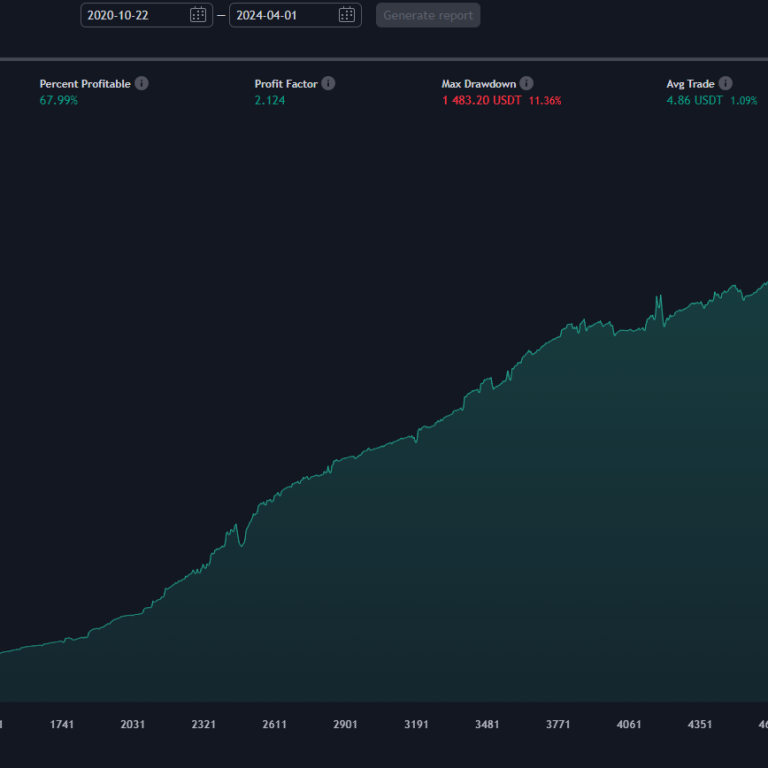 2020-10-22 — 2024-04-01 Generate report
Percent Profitable Profit Factor Max Drawdown Avg Trade
67.99% 2.124 1 483.20 USDT 11.36% 4.86 USDT 1.09%
1741 2031 2321 2611 2901 3191 3481 3771 4061 4351